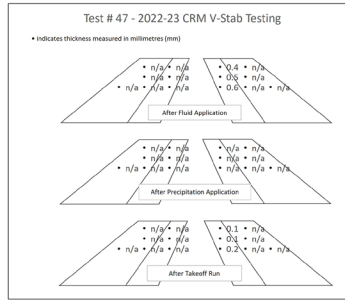 Test # 47 - 2022-23 CRM V-Stab Testing
• indicates thickness measured in millimetres (mm)
• n/a • n/a • 0.4 • n/a
• n/a • n/a • 0.5 • n/a
• n/a • n/a • n/a • 0.6 • n/a • n/a
After Fluid Application
• n/a • n/a • n/a • n/a
• n/a • n/a • n/a • n/a
• n/a • n/a • n/a • n/a • n/a • n/a
After Precipitation Application
• n/a • n/a • 0.1 • n/a
• n/a • n/a • 0.1 • n/a
• n/a • n/a • n/a • 0.2 • n/a • n/a
After Takeoff Run